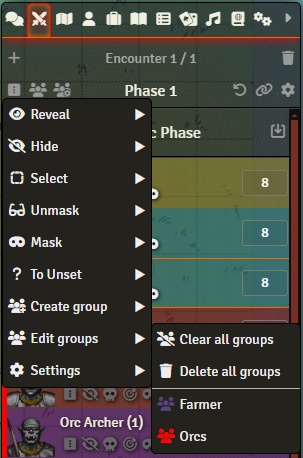 Encounter 1 / 1
Phase 1
Reveal
c Phase
Hide
Select
8
Unmask
Mask
8
To Unset
8
Create group
Edit groups
Clear all groups
Settings
Delete all groups
Farmer
Orc Archer (1)
Orcs